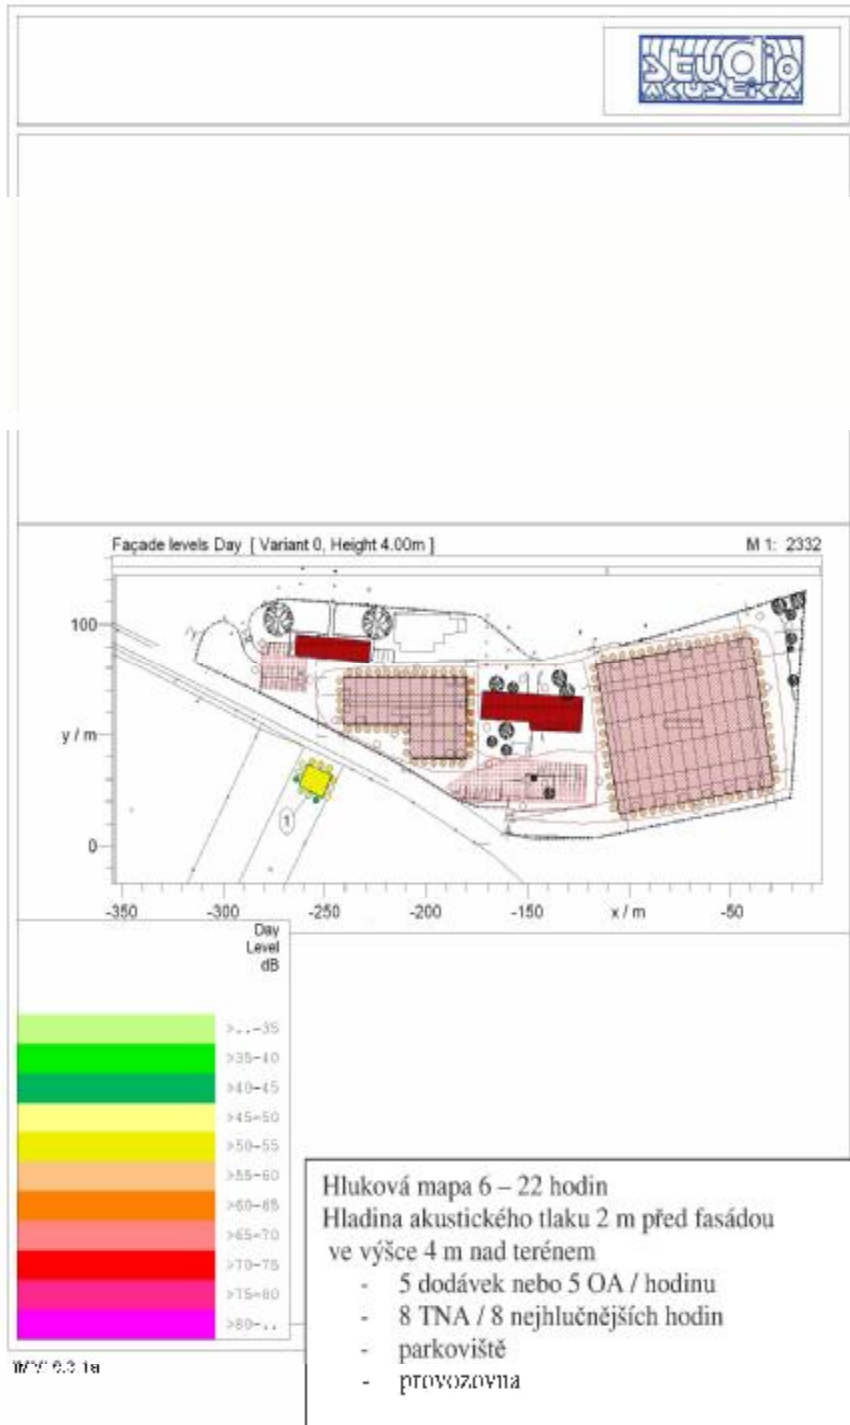 studio
AKUSTIKA
Façade levels Day [ Variant 0, Height 4.00m ] M 1: 2332
100
y / m
0
1
-350 -300 -250 -200 -150 x / m -50
Day
Level
dB
>..-35
>35-40
>40-45
>45-50
>50-55
>55-60
>60-65
>65-70
>70-75
>75-80
>80-..
Hluková mapa 6 – 22 hodin
Hladina akustického tlaku 2 m před fasádou
ve výšce 4 m nad terénem
- 5 dodávek nebo 5 OA / hodinu
- 8 TNA / 8 nejhlučnějších hodin
- parkoviště
- provozovna